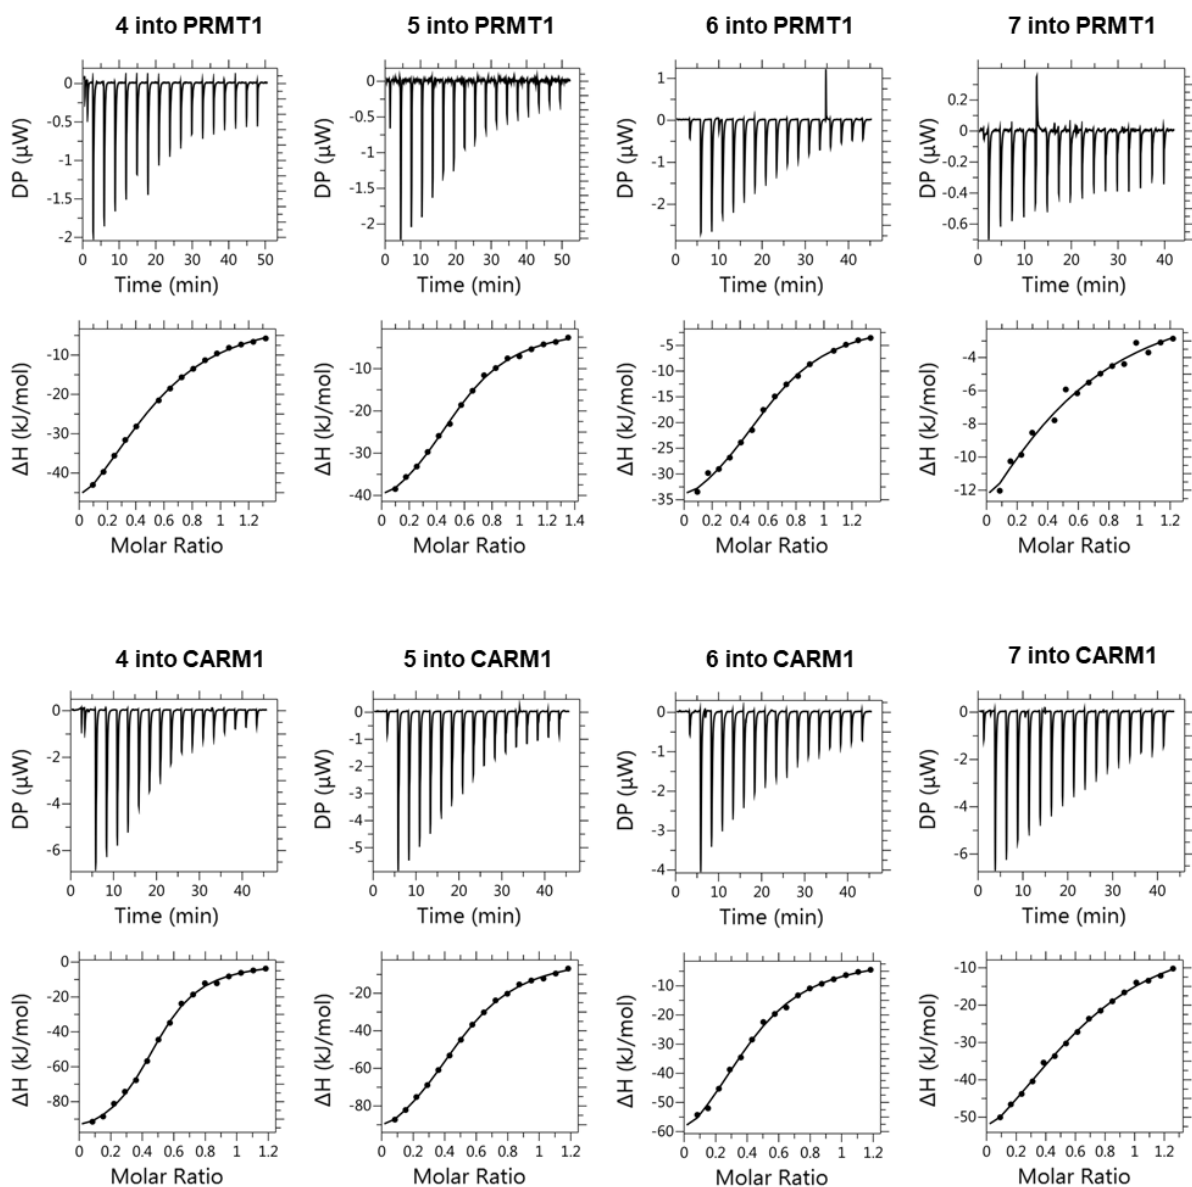 4 into PRMT1 5 into PRMT1 6 into PRMT1 7 into PRMT1
0 0 1 0.2
-0.5 -0.5 0 0
-1 -1 -1 -0.2
-1.5 -1.5 -2 -0.4
-2 -2 -0.6
DP (μW) DP (μW) DP (μW) DP (μW)
0 10 20 30 40 50 0 10 20 30 40 50 0 10 20 30 40 0 10 20 30 40
Time (min) Time (min) Time (min) Time (min)
-10 -10 -5 -4
-20 -20 -10 -6
-30 -30 -15 -8
-40 -40 -20 -10
-25 -12
-30
-35
ΔH (kJ/mol) ΔH (kJ/mol) ΔH (kJ/mol) ΔH (kJ/mol)
0 0.2 0.4 0.6 0.8 1 1.2 0 0.2 0.4 0.6 0.8 1 1.2 1.4 0 0.2 0.4 0.6 0.8 1 1.2 0 0.2 0.4 0.6 0.8 1 1.2
Molar Ratio Molar Ratio Molar Ratio Molar Ratio
4 into CARM1 5 into CARM1 6 into CARM1 7 into CARM1
0 0 0 0
-2 -1 -1 -2
-4 -2 -2 -4
-6 -3 -3 -6
-4 -4
-5
DP (μW) DP (μW) DP (μW) DP (μW)
0 10 20 30 40 0 10 20 30 40 0 10 20 30 40 0 10 20 30 40
Time (min) Time (min) Time (min) Time (min)
0 -20 -10 -10
-20 -40 -20 -20
-40 -60 -30 -30
-60 -80 -40 -40
-80 -50 -50
-60
ΔH (kJ/mol) ΔH (kJ/mol) ΔH (kJ/mol) ΔH (kJ/mol)
0 0.2 0.4 0.6 0.8 1 1.2 0 0.2 0.4 0.6 0.8 1 1.2 0 0.2 0.4 0.6 0.8 1 1.2 0 0.2 0.4 0.6 0.8 1 1.2
Molar Ratio Molar Ratio Molar Ratio Molar Ratio